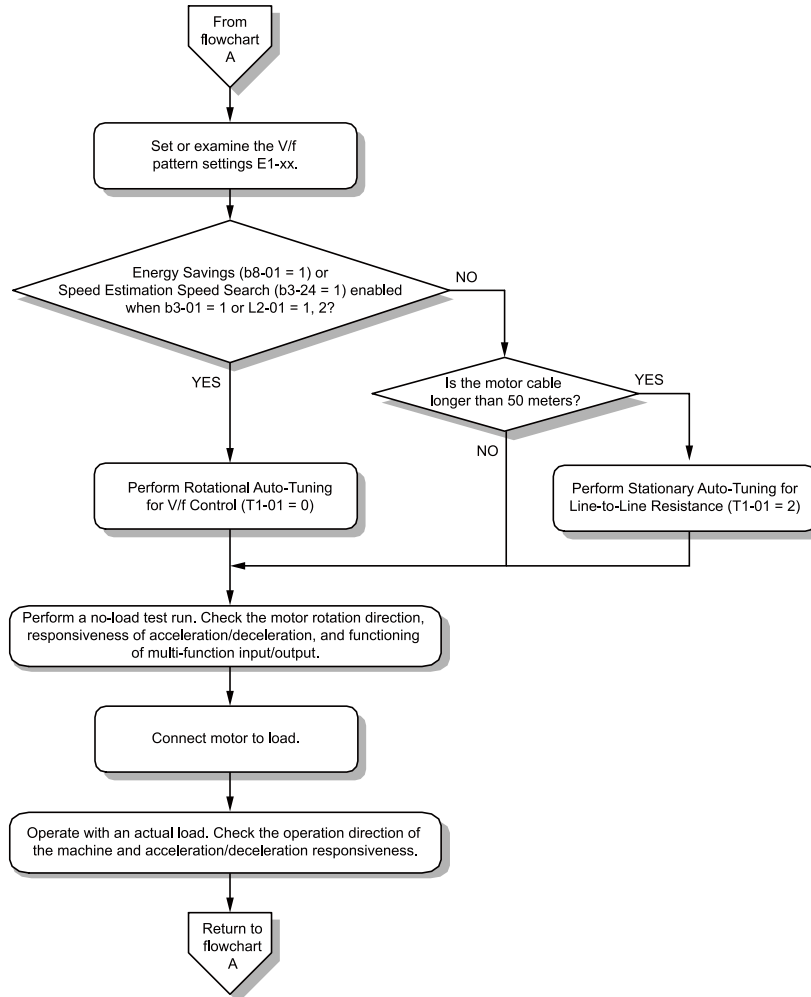 From
flowchart
A
Set or examine the V/f
pattern settings E1-xx.
Energy Savings (b8-01 = 1) or
Speed Estimation Speed Search (b3-24 = 1) enabled
when b3-01 = 1 or L2-01 = 1, 2?
NO
YES
Is the motor cable
longer than 50 meters?
YES
NO
Perform Rotational Auto-Tuning
for V/f Control (T1-01 = 0)
Perform Stationary Auto-Tuning for
Line-to-Line Resistance (T1-01 = 2)
Perform a no-load test run. Check the motor rotation direction,
responsiveness of acceleration/deceleration, and functioning
of multi-function input/output.
Connect motor to load.
Operate with an actual load. Check the operation direction of
the machine and acceleration/deceleration responsiveness.
Return to
flowchart
A